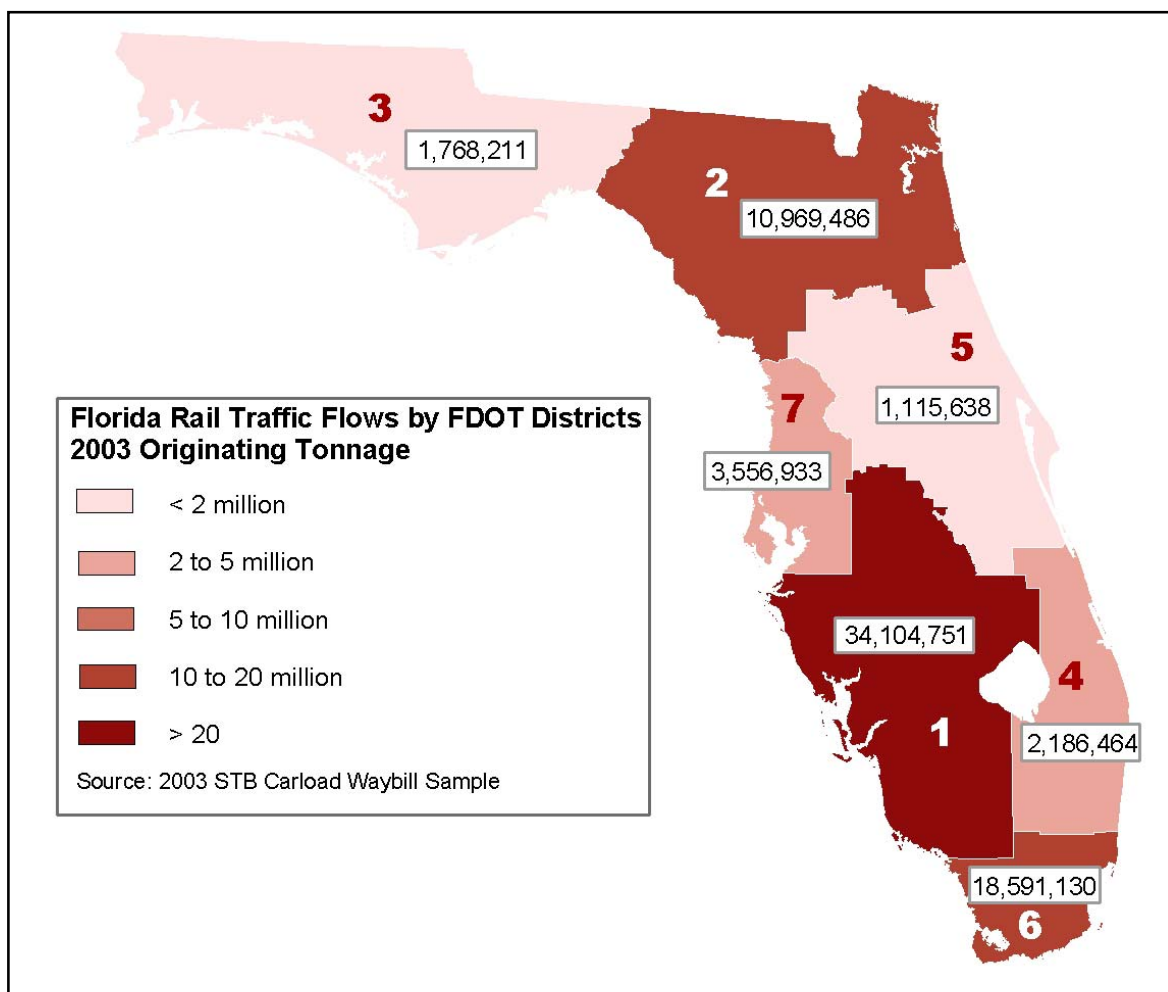 3
1,768,211
2
10,969,486
5
1,115,638
7
3,556,933
Florida Rail Traffic Flows by FDOT Districts
2003 Originating Tonnage
< 2 million
2 to 5 million
5 to 10 million
10 to 20 million
> 20
Source: 2003 STB Carload Waybill Sample
34,104,751
1
4
2,186,464
18,591,130
6